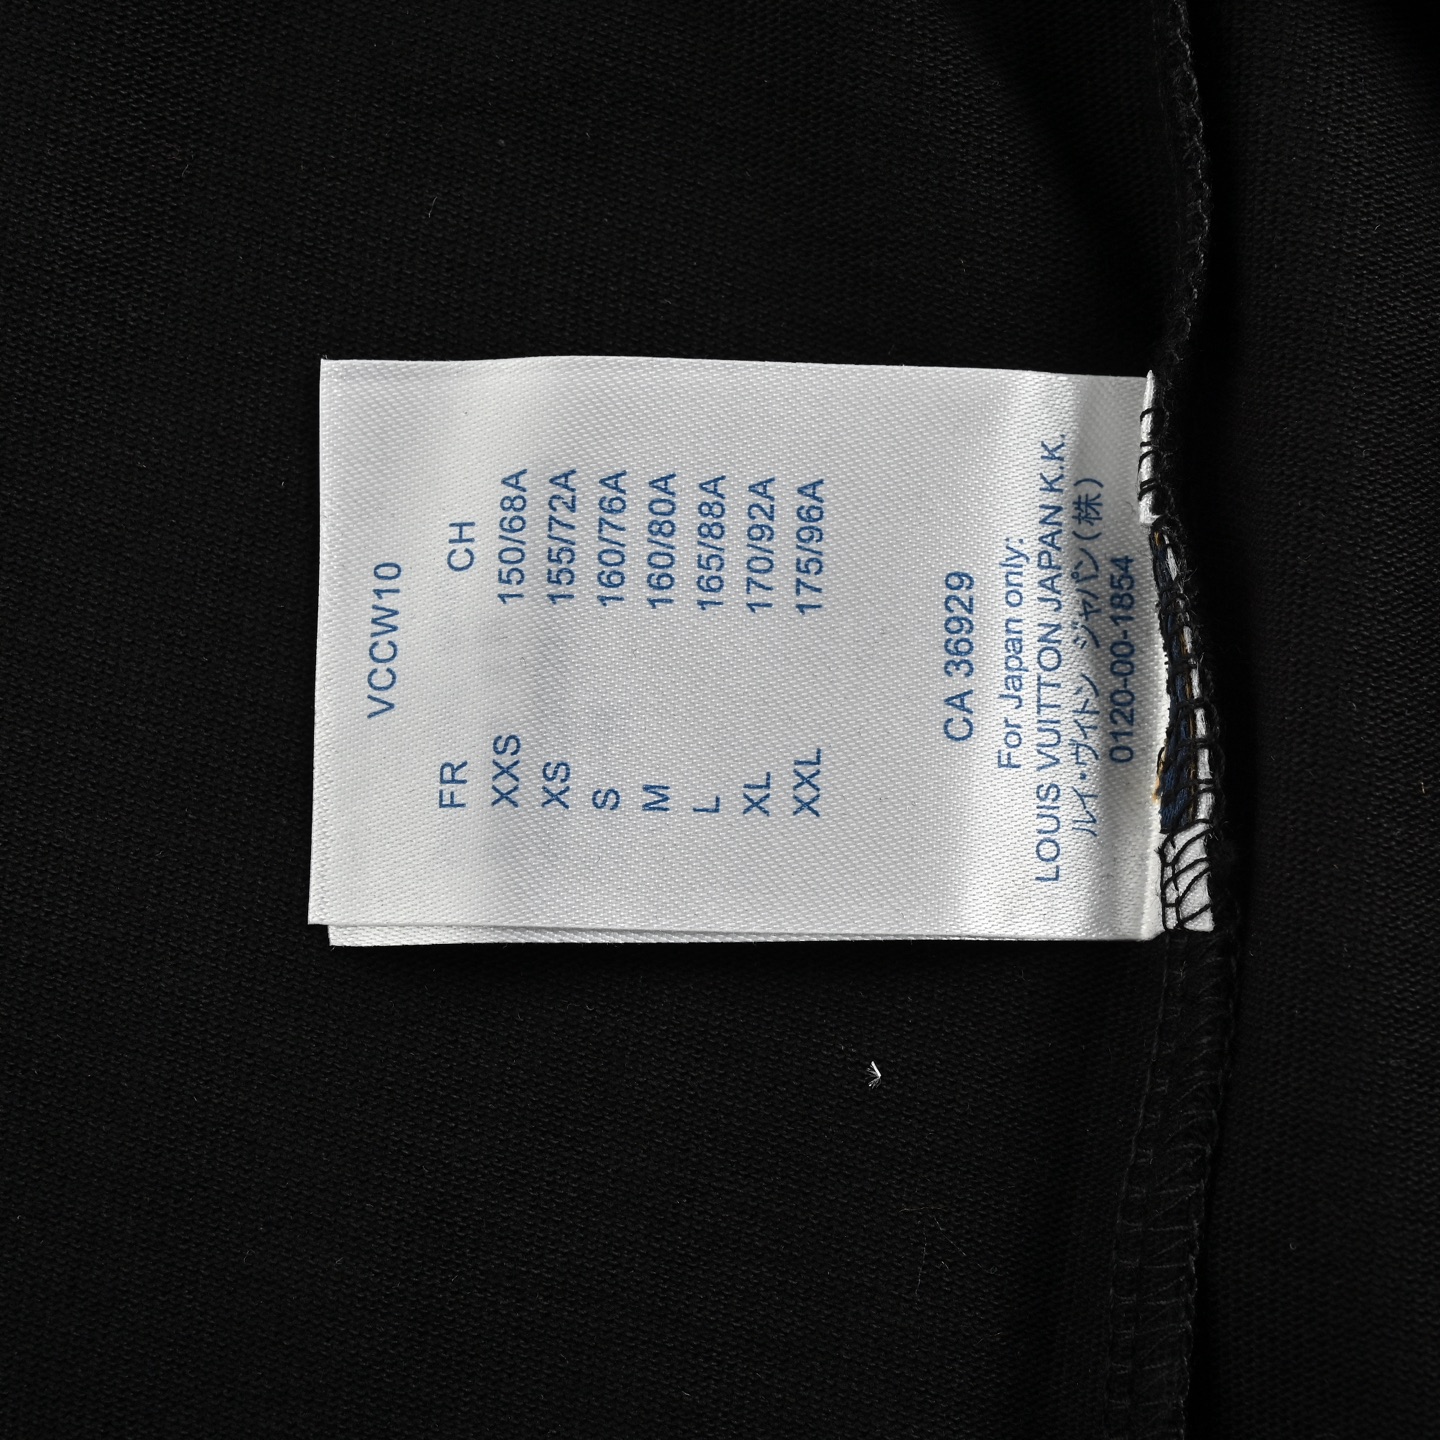 VCCW10
FR CH
XXS 150/68A
XS 155/72A
S 160/76A
M 160/80A
L 165/88A
XL 170/92A
XXL 175/96A
CA 36929
For Japan only:
LOUIS VUITTON JAPAN K.K.
ルイ・ヴィトン ジャパン(株)
0120-00-1854